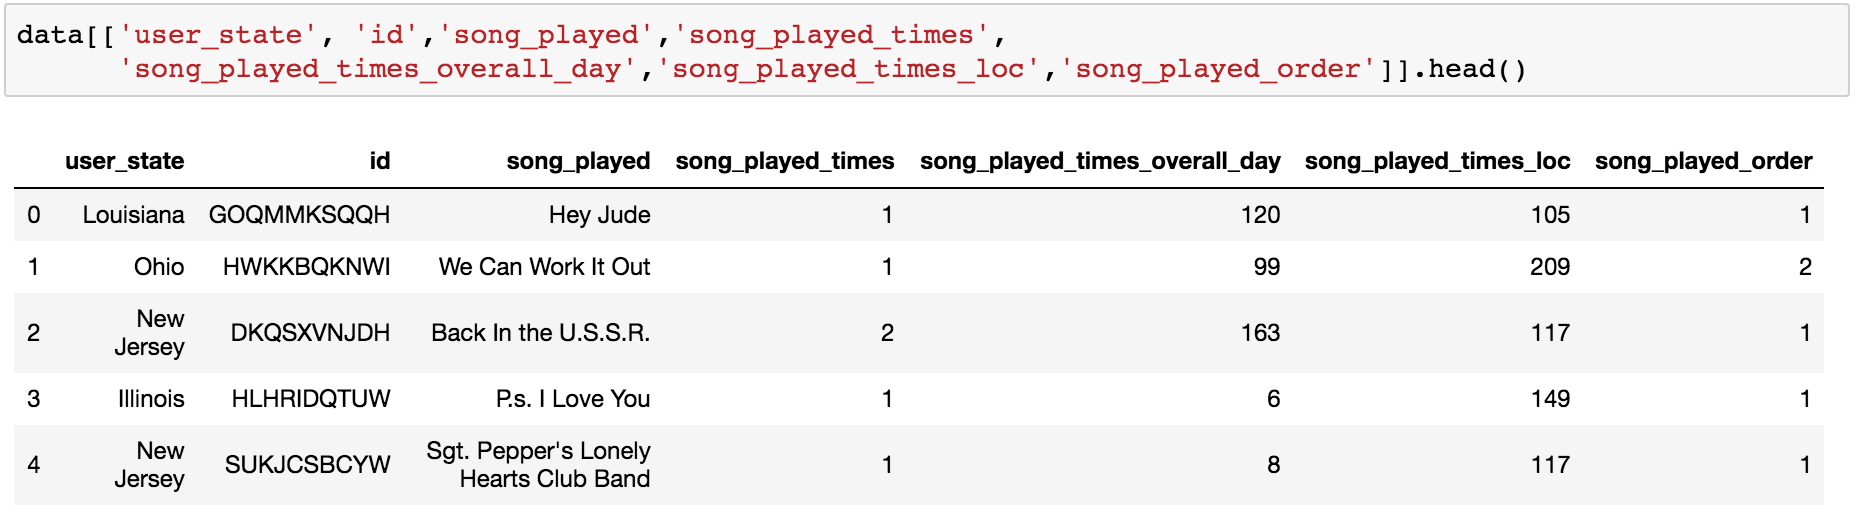 data[['user_state', 'id','song_played','song_played_times',
'song_played_times_overall_day','song_played_times_loc','song_played_order']].head()
user_state id song_played song_played_times song_played_times_overall_day song_played_times_loc song_played_order
0 Louisiana GOQMMKSQQH Hey Jude 1 120 105 1
1 Ohio HWKKBQKNWI We Can Work It Out 1 99 209 2
2 New Jersey DKQSXVNJDH Back In the U.S.S.R. 2 163 117 1
3 Illinois HLHRIDQTUW P.s. I Love You 1 6 149 1
4 New Jersey SUKJCSBCYW Sgt. Pepper's Lonely Hearts Club Band 1 8 117 1